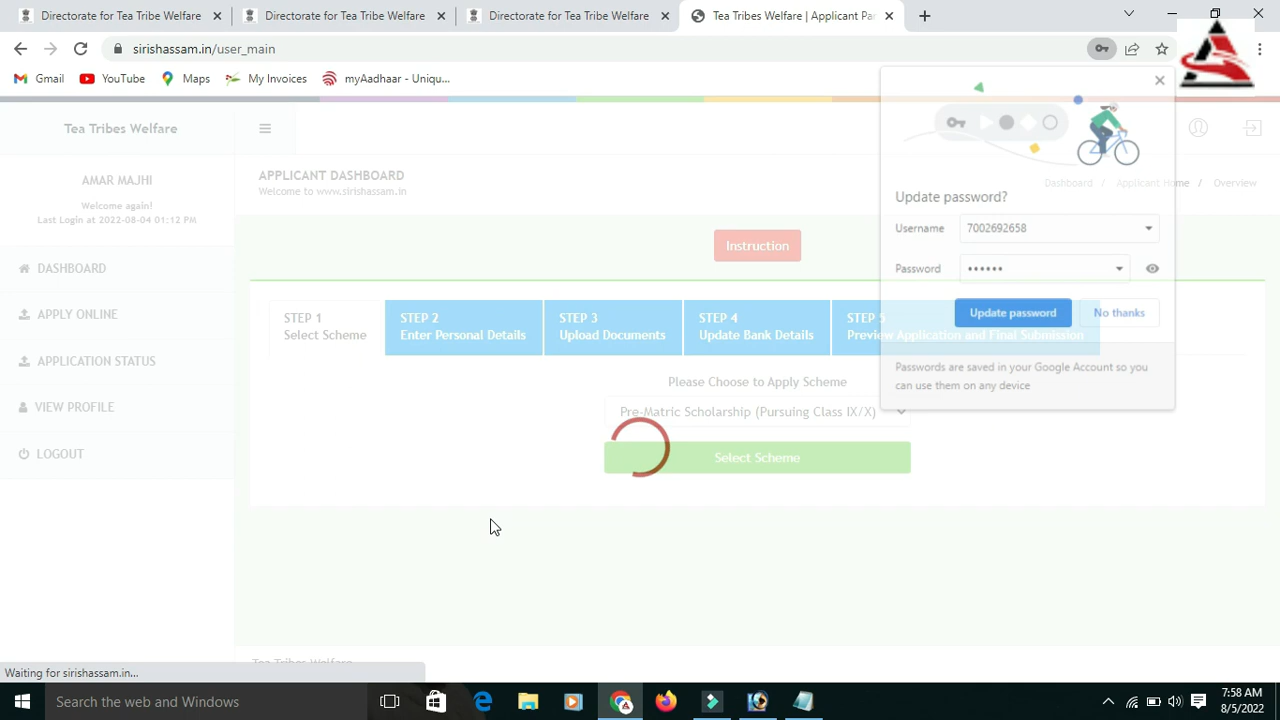 Directorate for Tea Tribes Welfare
Directorate for Tea Tribes Welfare
Directorate for Tea Tribes Welfare
Tea Tribes Welfare | Applicant Pa
sirishassam.in/user_main
Gmail
YouTube
Maps
My Invoices
myAadhaar - Uniqu...
Tea Tribes Welfare
AMAR MAJHI
Welcome again!
Last Login at 2022-08-04 01:12 PM
DASHBOARD
APPLY ONLINE
APPLICATION STATUS
VIEW PROFILE
LOGOUT
APPLICANT DASHBOARD
Welcome to www.sirishassam.in
Dashboard / Applicant Home / Overview
Instruction
STEP 1
Select Scheme
STEP 2
Enter Personal Details
STEP 3
Upload Documents
STEP 4
Update Bank Details
STEP 5
Preview Application and Final Submission
Please Choose to Apply Scheme
Pre-Matric Scholarship (Pursuing Class IX/X)
Select Scheme
Update password?
Username 7002692658
Password ••••••
Update password
No thanks
Passwords are saved in your Google Account so you
can use them on any device
Tea Tribes Welfare
Waiting for sirishassam.in...
Search the web and Windows
7:58 AM
8/5/2022